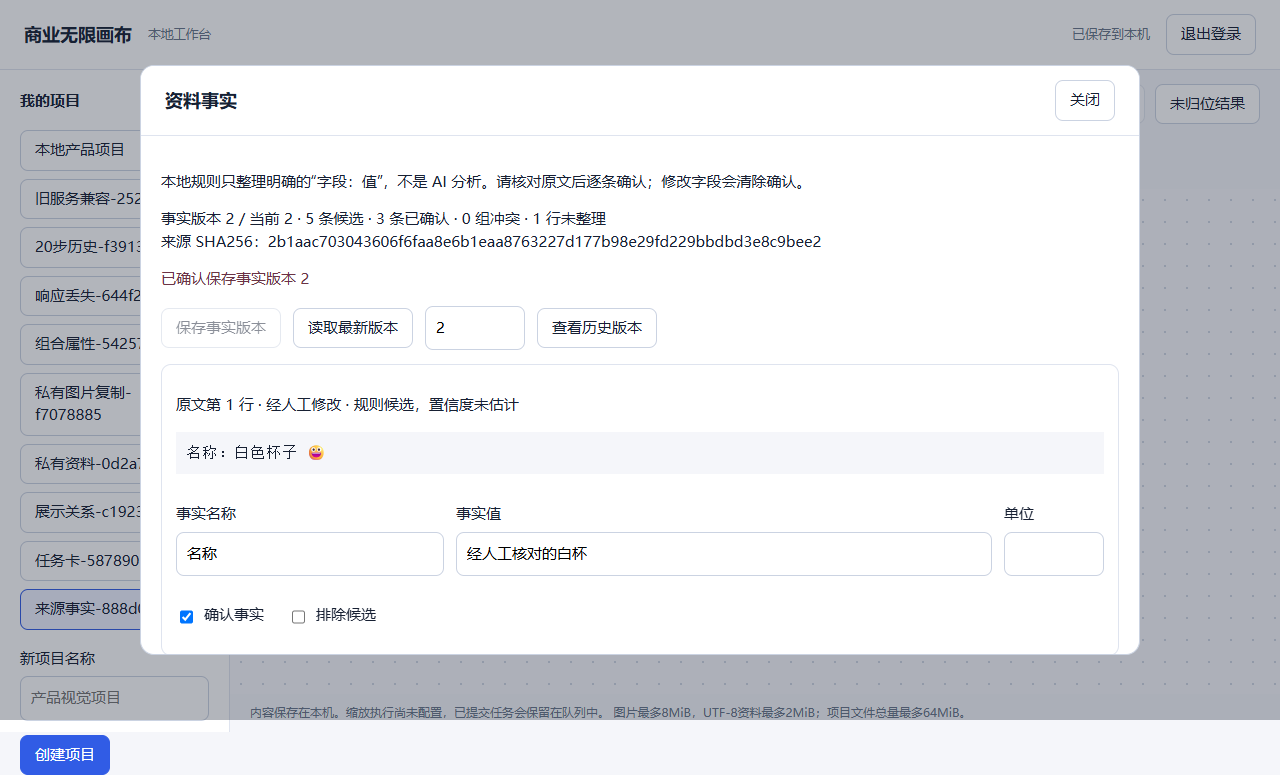 商业无限画布 本地工作台 已保存到本机 退出登录
我的项目
未归位结果
本地产品项目
旧服务兼容-252
20步历史-f3913
响应丢失-644f2
组合属性-54257
私有图片复制-
f7078885
私有资料-0d2a
展示关系-c1923
任务卡-587890
来源事实-888d
新项目名称
产品视觉项目
创建项目
资料事实 关闭
本地规则只整理明确的“字段：值”，不是 AI 分析。请核对原文后逐条确认；修改字段会清除确认。
事实版本 2 / 当前 2 · 5 条候选 · 3 条已确认 · 0 组冲突 · 1 行未整理
来源 SHA256：2b1aac703043606f6faa8e6b1eaa8763227d177b98e29fd229bbdbd3e8c9bee2
已确认保存事实版本 2
保存事实版本 读取最新版本 2 查看历史版本
原文第 1 行 · 经人工修改 · 规则候选，置信度未估计
名称：白色杯子 😀
事实名称 事实值 单位
名称 经人工核对的白杯
确认事实 排除候选
内容保存在本机。缩放执行尚未配置，已提交任务会保留在队列中。 图片最多8MiB，UTF-8资料最多2MiB；项目文件总量最多64MiB。